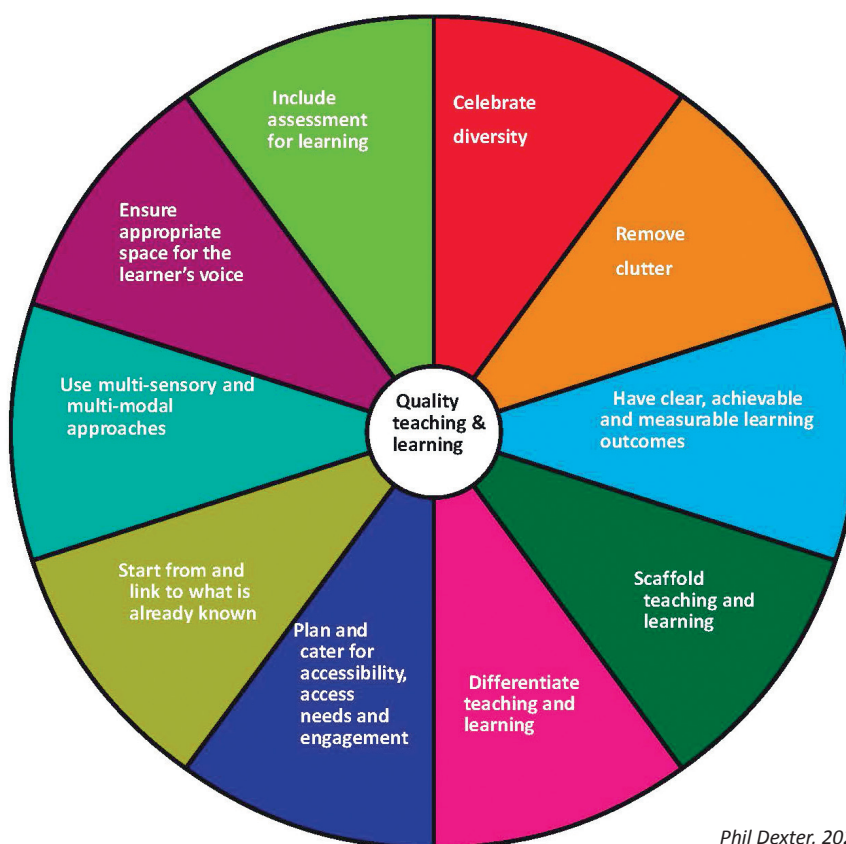 Include
assessment
for learning
Celebrate
diversity
Remove
clutter
Have clear, achievable
and measurable learning
outcomes
Scaffold
teaching and
learning
Differentiate
teaching and
learning
Plan and
cater for
accessibility,
access
needs and
engagement
Start from and
link to what is
already known
Use multi-sensory and
multi-modal
approaches
Ensure
appropriate
space for the
learner's voice
Quality
teaching &
learning
Phil Dexter.